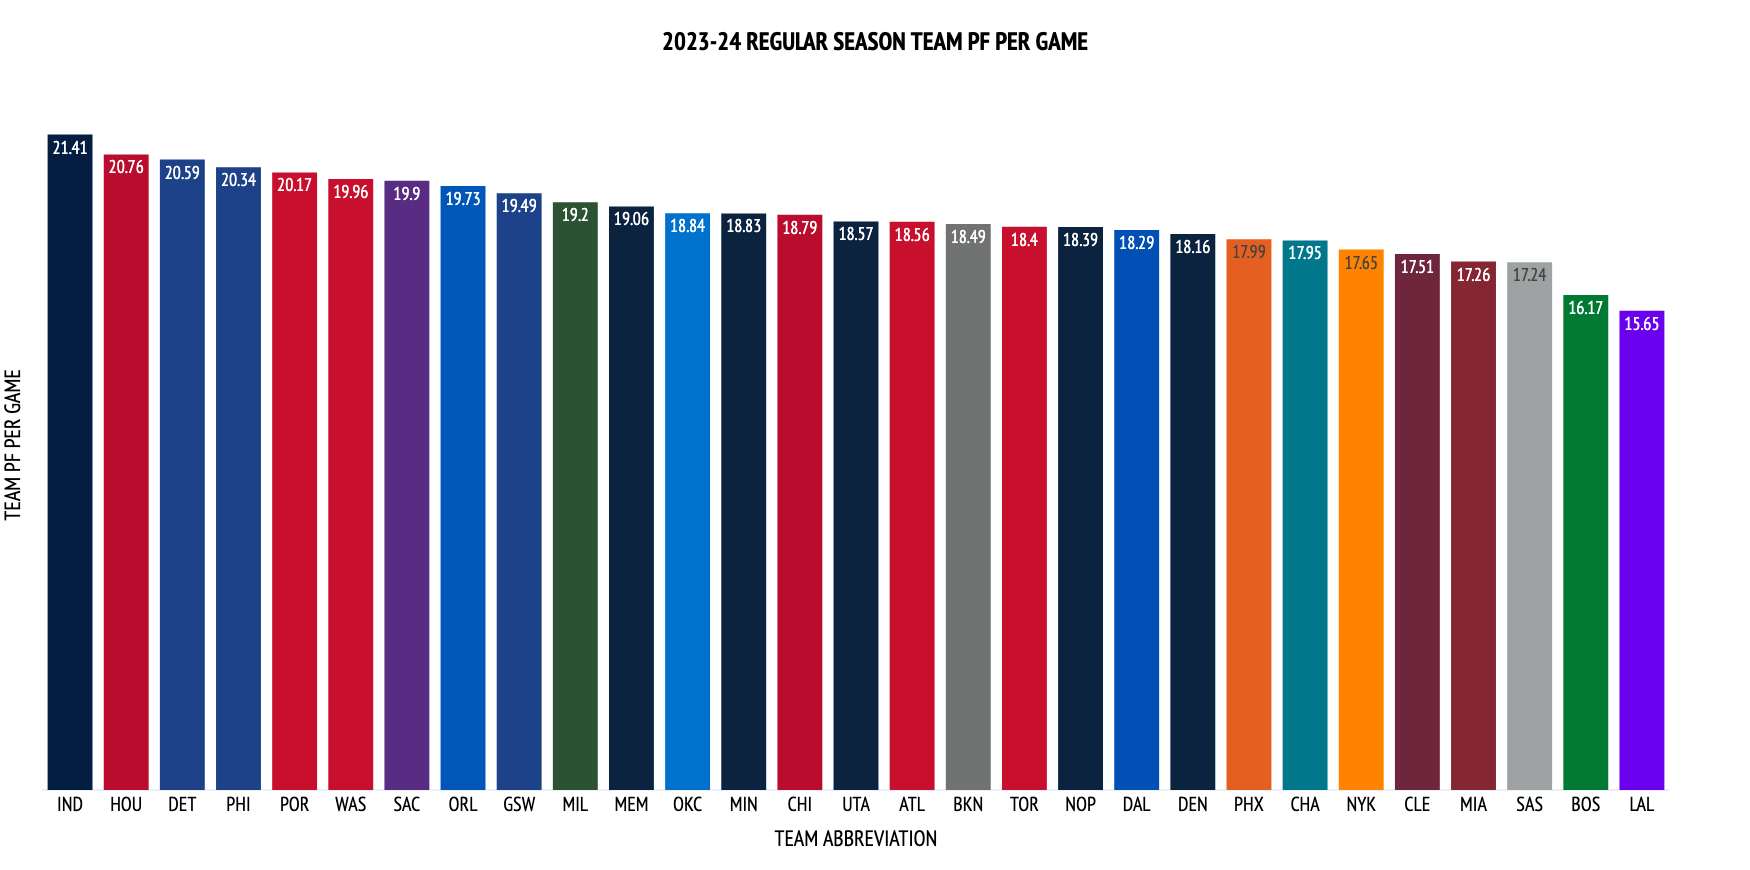 2023-24 REGULAR SEASON TEAM PF PER GAME
21.41 20.76 20.59 20.34 20.17 19.96 19.9 19.73 19.49 19.2 19.06 18.84 18.83 18.79 18.57 18.56 18.49 18.4 18.39 18.29 18.16 17.99 17.95 17.65 17.51 17.26 17.24 16.17 15.65
TEAM PF PER GAME
IND HOU DET PHI POR WAS SAC ORL GSW MIL MEM OKC MIN CHI UTA ATL BKN TOR NOP DAL DEN PHX CHA NYK CLE MIA SAS BOS LAL
TEAM ABBREVIATION